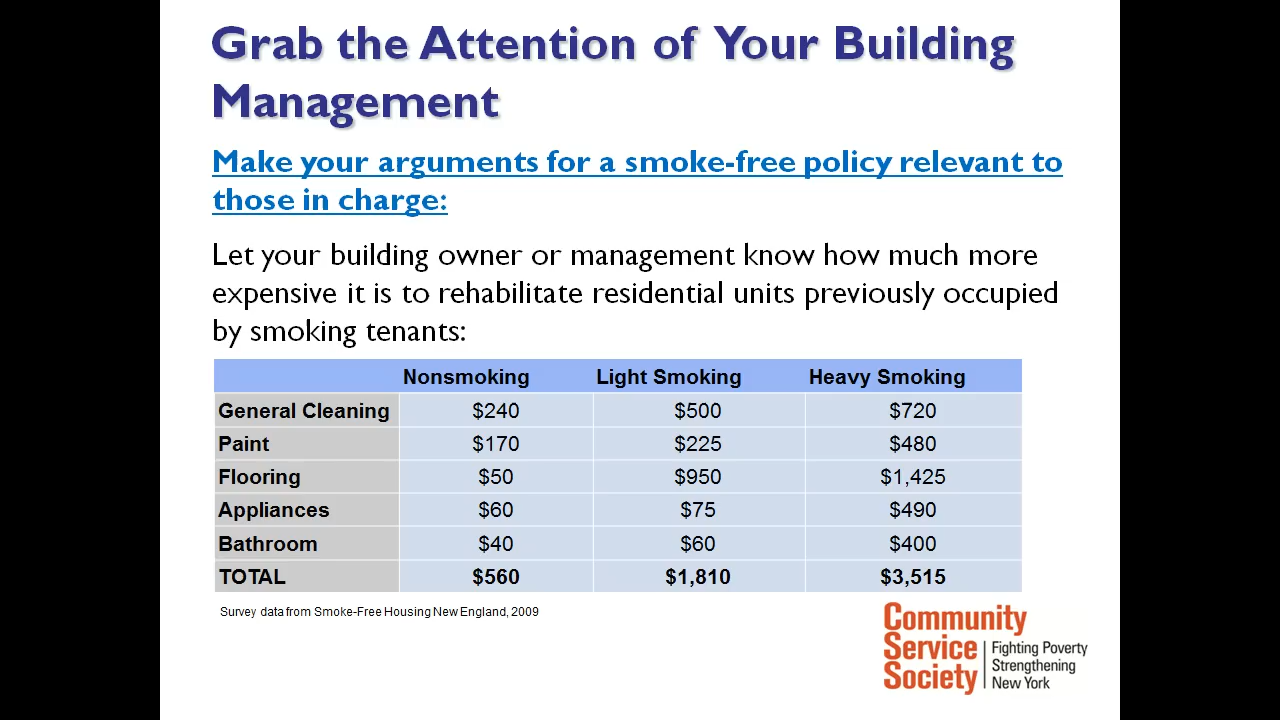 Grab the Attention of Your Building
Management
Make your arguments for a smoke-free policy relevant to
those in charge:
Let your building owner or management know how much more
expensive it is to rehabilitate residential units previously occupied
by smoking tenants:
Nonsmoking Light Smoking Heavy Smoking
General Cleaning $240 $500 $720
Paint $170 $225 $480
Flooring $50 $950 $1,425
Appliances $60 $75 $490
Bathroom $40 $60 $400
TOTAL $560 $1,810 $3,515
Survey data from Smoke-Free Housing New England, 2009
Community
Service
Society
Fighting Poverty
Strengthening
New York